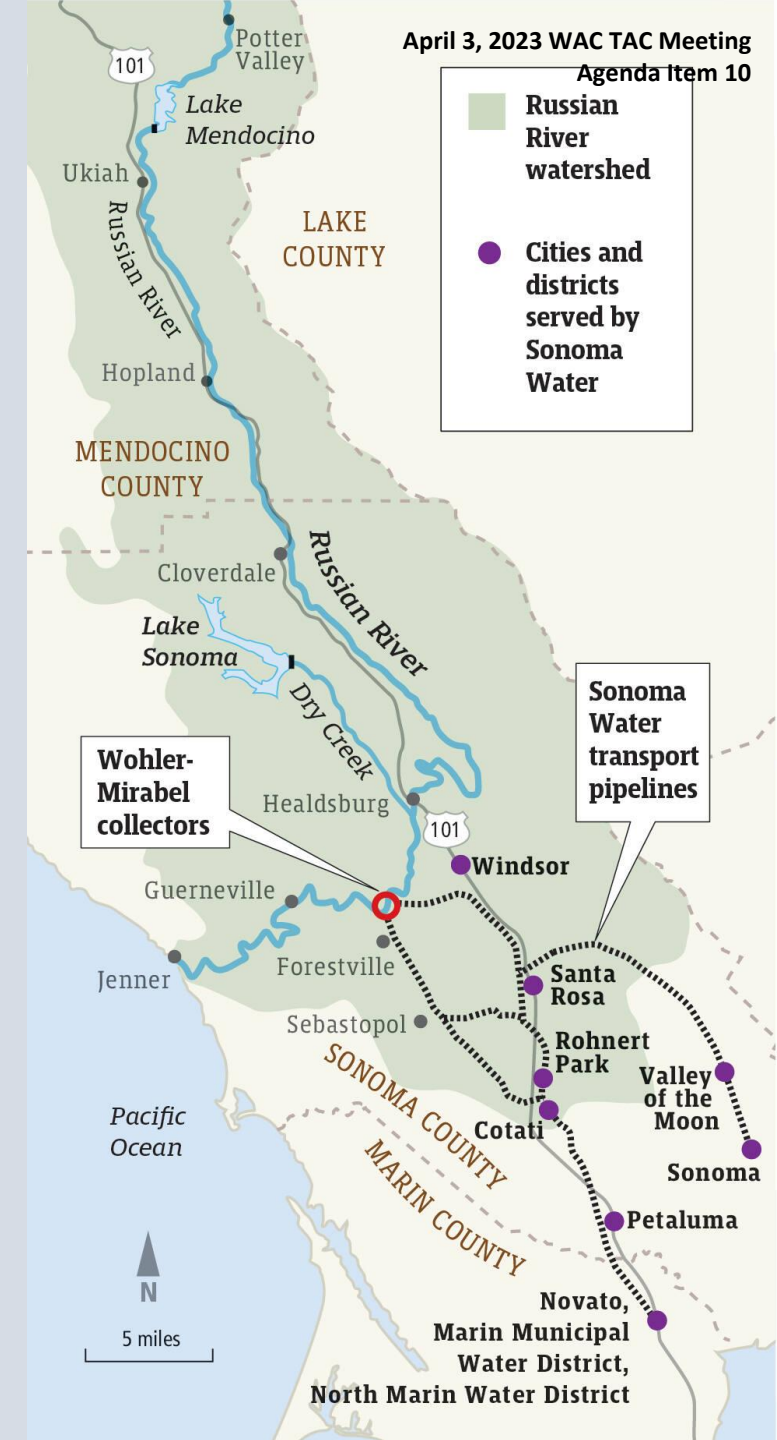 April 3, 2023 WAC TAC Meeting
Agenda Item 10
Potter
Valley
101
Lake
Mendocino
Ukiah
Russian River
LAKE
COUNTY
Russian
River
watershed
Cities and
districts
served by
Sonoma
Water
Hopland
MENDOCINO
COUNTY
Cloverdale
Russian River
Lake
Sonoma
Dry Creek
Sonoma
Water
transport
pipelines
Wohler-
Mirabel
collectors
Healdsburg
101
Windsor
Guerneville
Forestville
Jenner
Santa
Rosa
Sebastopol
Rohnert
Park
Valley
of the
Moon
SONOMA COUNTY
Cotati
Sonoma
Pacific
Ocean
MARIN COUNTY
Petaluma
N
5 miles
Novato,
Marin Municipal
Water District,
North Marin Water District